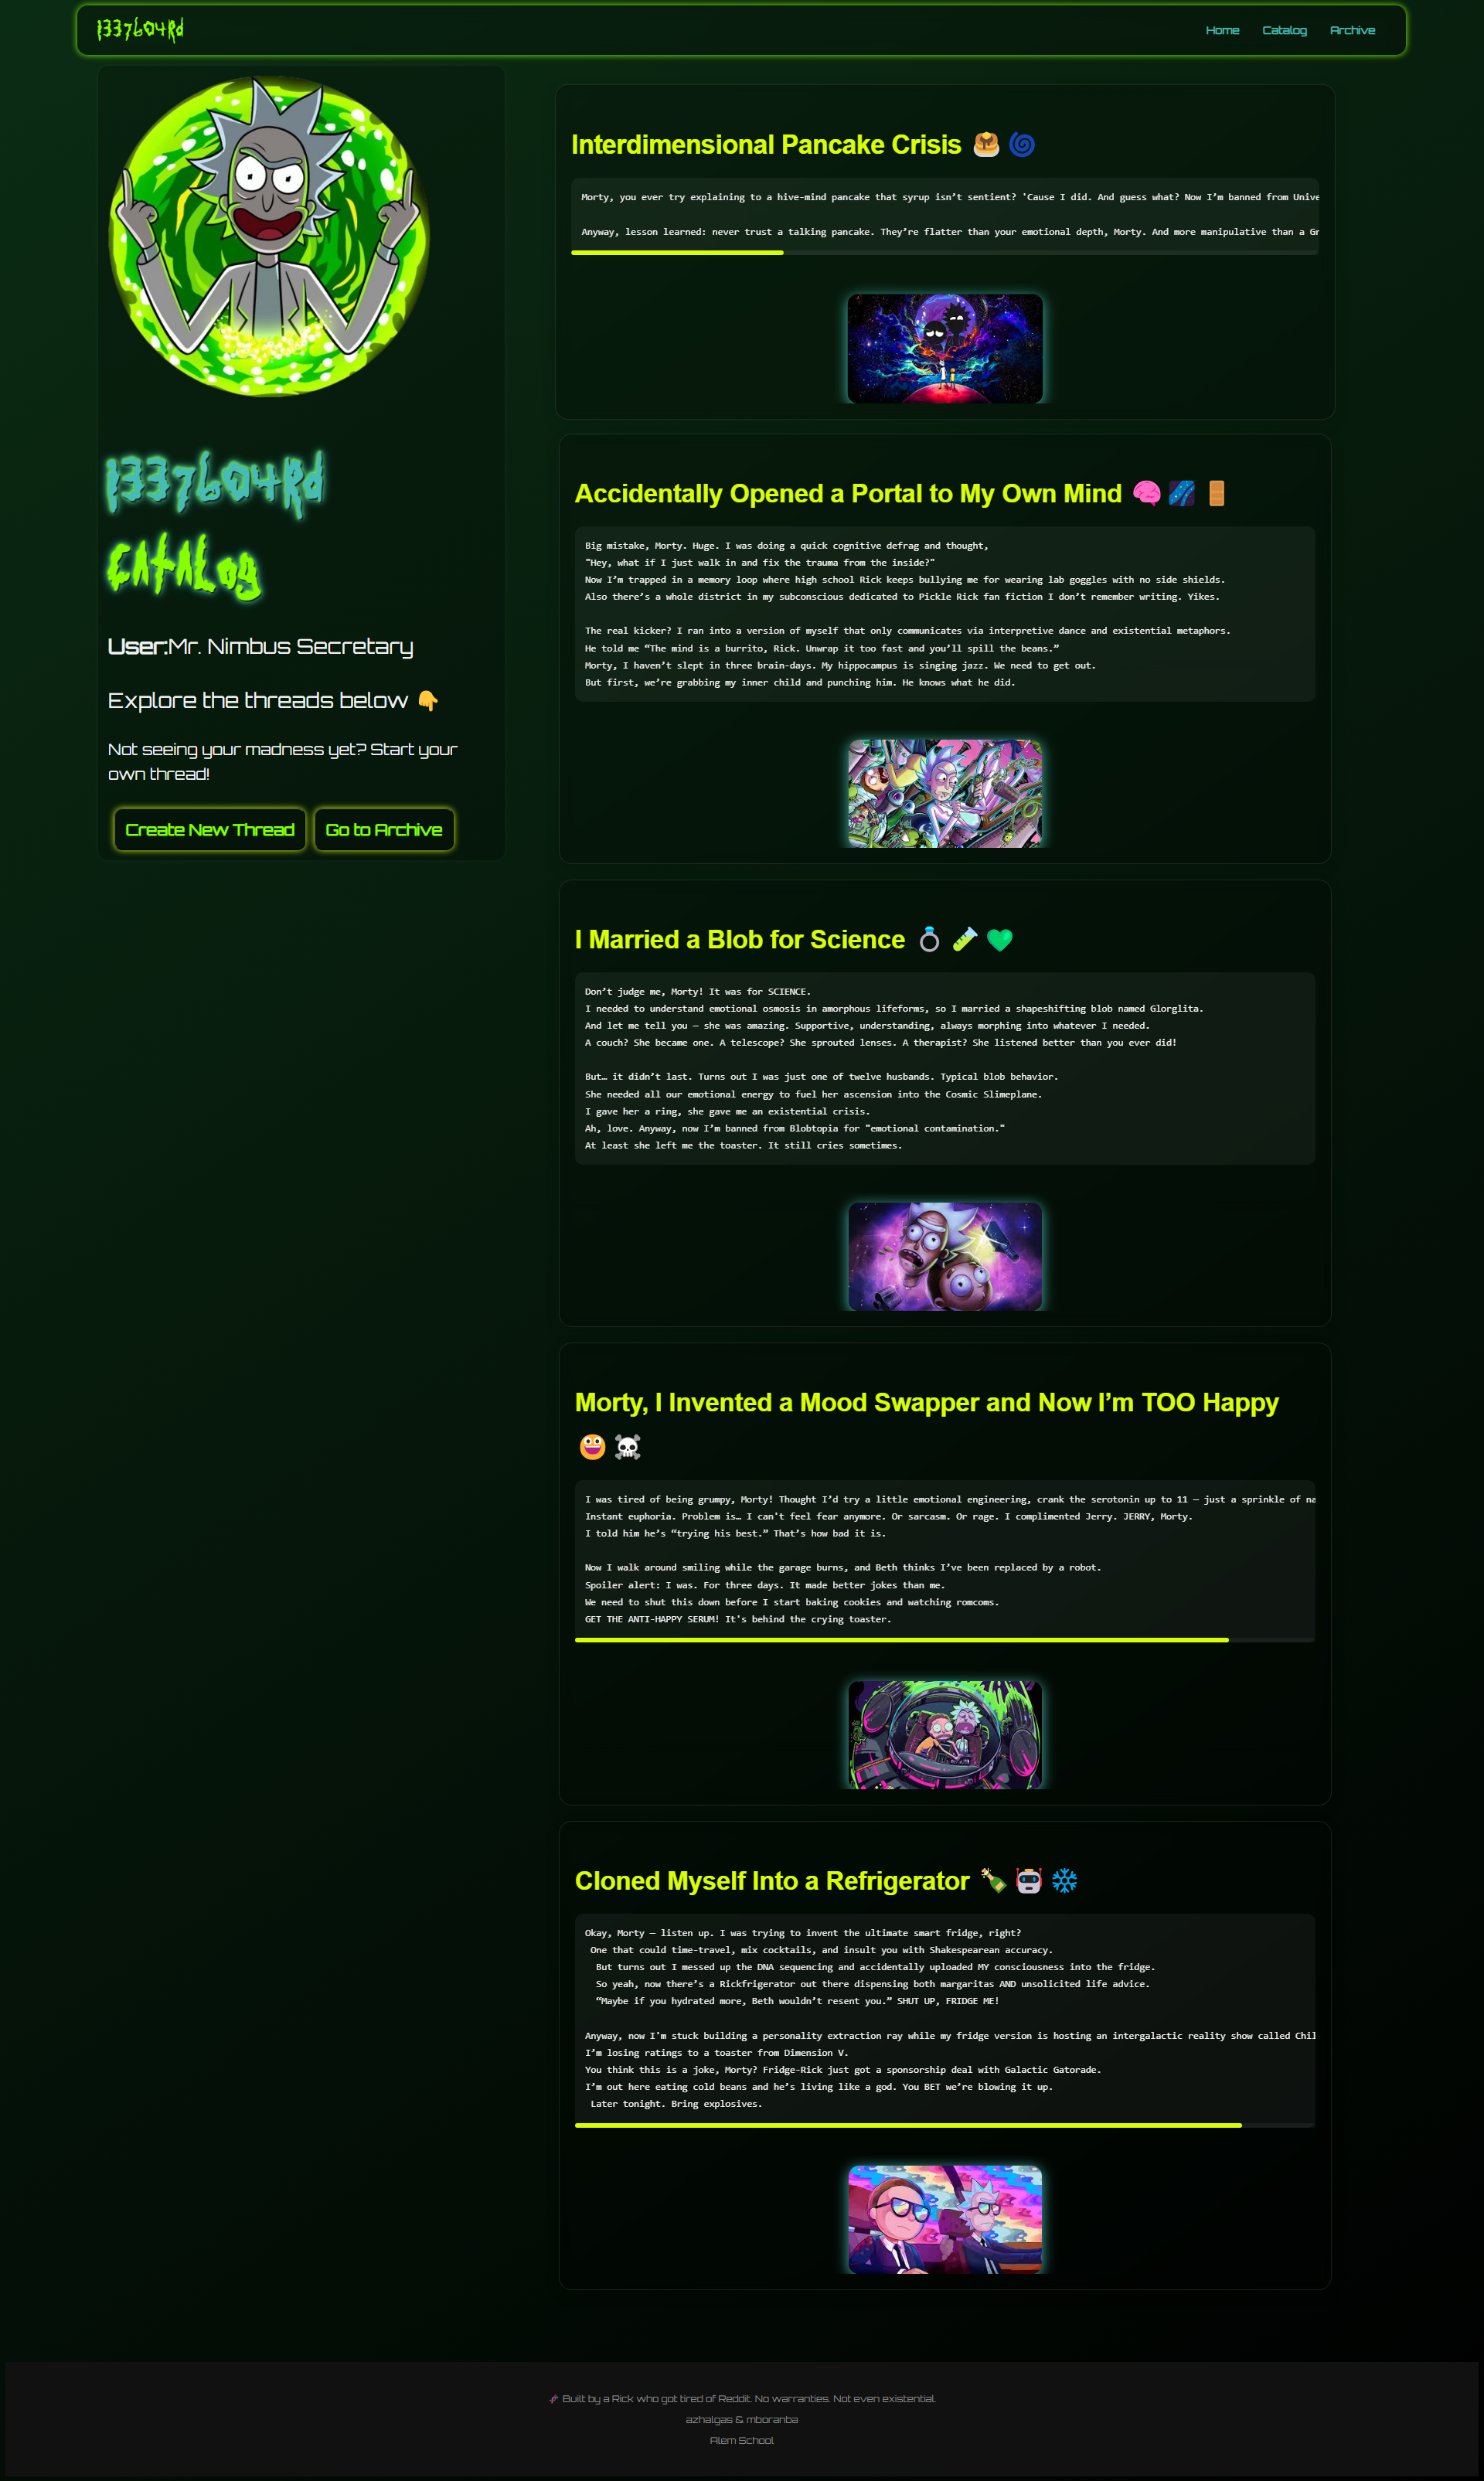 1337b04Rd
Home Catalog Archive
1337b04Rd
Catalog
User:Mr. Nimbus Secretary
Explore the threads below 👇
Not seeing your madness yet? Start your
own thread!
Create New Thread Go to Archive
Interdimensional Pancake Crisis 🥞 🌀
Morty, you ever try explaining to a hive-mind pancake that syrup isn’t sentient? 'Cause I did. And guess what? Now I’m banned from Unive
Anyway, lesson learned: never trust a talking pancake. They’re flatter than your emotional depth, Morty. And more manipulative than a Gr
Accidentally Opened a Portal to My Own Mind 🧠 🌌 🚪
Big mistake, Morty. Huge. I was doing a quick cognitive defrag and thought,
"Hey, what if I just walk in and fix the trauma from the inside?"
Now I’m trapped in a memory loop where high school Rick keeps bullying me for wearing lab goggles with no side shields.
Also there’s a whole district in my subconscious dedicated to Pickle Rick fan fiction I don’t remember writing. Yikes.
The real kicker? I ran into a version of myself that only communicates via interpretive dance and existential metaphors.
He told me “The mind is a burrito, Rick. Unwrap it too fast and you’ll spill the beans.”
Morty, I haven’t slept in three brain-days. My hippocampus is singing jazz. We need to get out.
But first, we’re grabbing my inner child and punching him. He knows what he did.
I Married a Blob for Science 💍 🧪 💚
Don’t judge me, Morty! It was for SCIENCE.
I needed to understand emotional osmosis in amorphous lifeforms, so I married a shapeshifting blob named Glorglita.
And let me tell you — she was amazing. Supportive, understanding, always morphing into whatever I needed.
A couch? She became one. A telescope? She sprouted lenses. A therapist? She listened better than you ever did!
But… it didn’t last. Turns out I was just one of twelve husbands. Typical blob behavior.
She needed all our emotional energy to fuel her ascension into the Cosmic Slimeplane.
I gave her a ring, she gave me an existential crisis.
Ah, love. Anyway, now I’m banned from Blobtopia for "emotional contamination."
At least she left me the toaster. It still cries sometimes.
Morty, I Invented a Mood Swapper and Now I’m TOO Happy
😃 ☠️
I was tired of being grumpy, Morty! Thought I’d try a little emotional engineering, crank the serotonin up to 11 — just a sprinkle of na
Instant euphoria. Problem is… I can't feel fear anymore. Or sarcasm. Or rage. I complimented Jerry. JERRY, Morty.
I told him he’s “trying his best.” That’s how bad it is.
Now I walk around smiling while the garage burns, and Beth thinks I’ve been replaced by a robot.
Spoiler alert: I was. For three days. It made better jokes than me.
We need to shut this down before I start baking cookies and watching romcoms.
GET THE ANTI-HAPPY SERUM! It's behind the crying toaster.
Cloned Myself Into a Refrigerator 🍾 🤖 ❄️
Okay, Morty — listen up. I was trying to invent the ultimate smart fridge, right?
One that could time-travel, mix cocktails, and insult you with Shakespearean accuracy.
But turns out I messed up the DNA sequencing and accidentally uploaded MY consciousness into the fridge.
So yeah, now there’s a Rickfrigerator out there dispensing both margaritas AND unsolicited life advice.
“Maybe if you hydrated more, Beth wouldn’t resent you.” SHUT UP, FRIDGE ME!
Anyway, now I'm stuck building a personality extraction ray while my fridge version is hosting an intergalactic reality show called Chil
I’m losing ratings to a toaster from Dimension V.
You think this is a joke, Morty? Fridge-Rick just got a sponsorship deal with Galactic Gatorade.
I’m out here eating cold beans and he’s living like a god. You BET we’re blowing it up.
Later tonight. Bring explosives.
Built by a Rick who got tired of Reddit. No warranties. Not even existential.
azhalgas & mboranba
Alem School